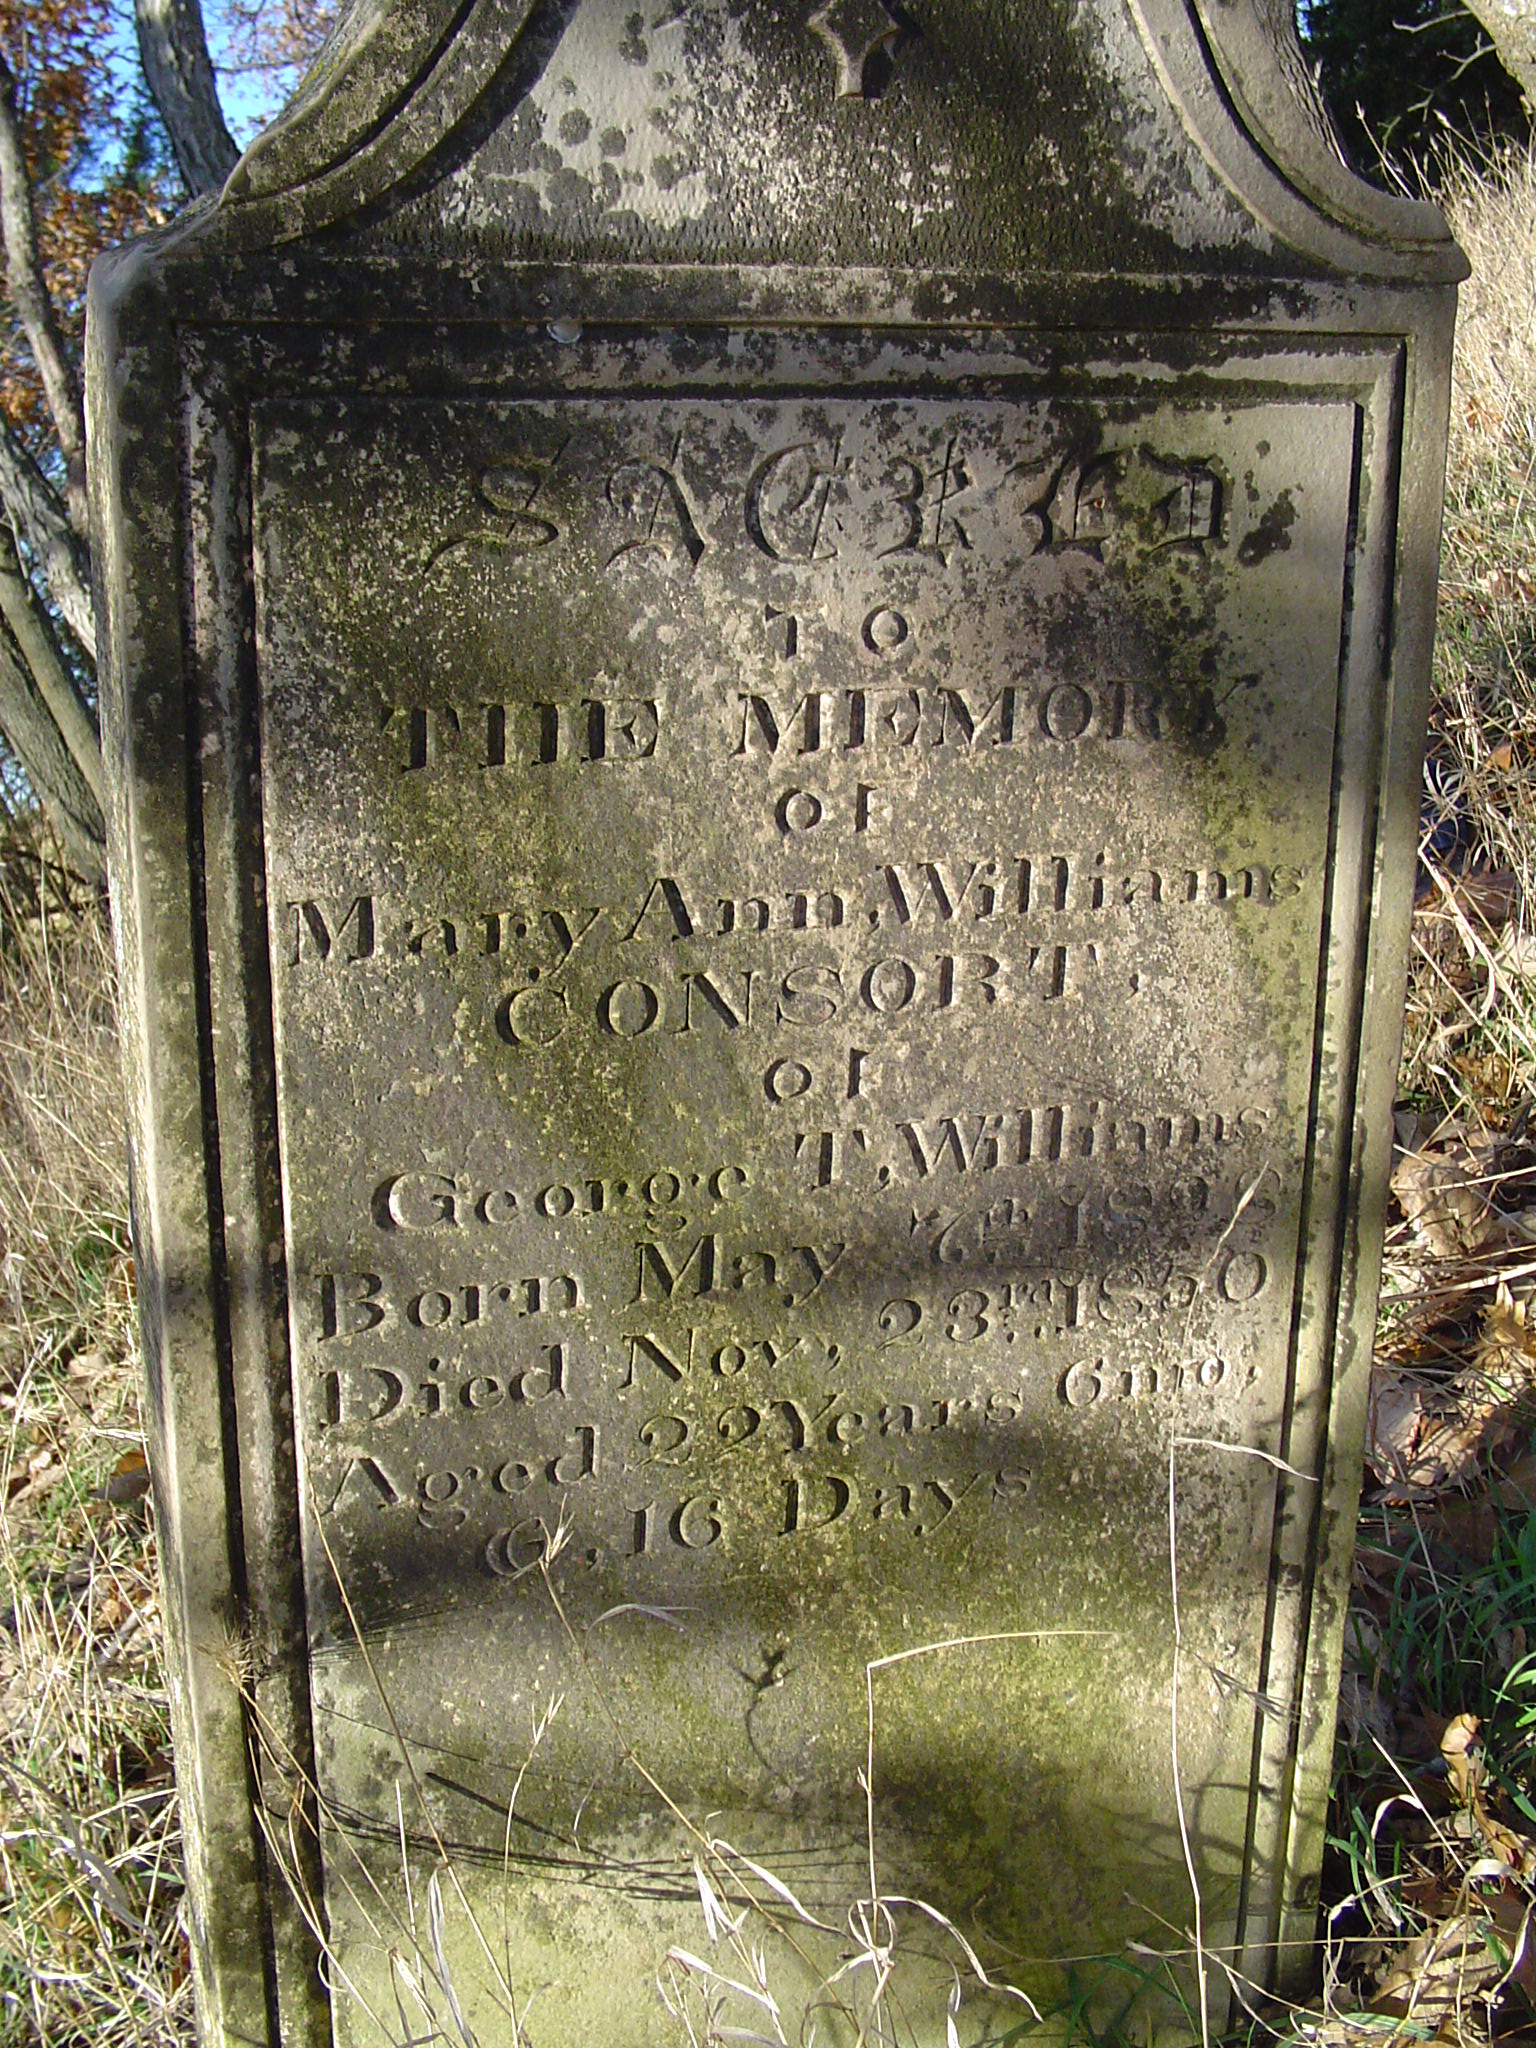 SACRED
TO
THE MEMORY
of
Mary Ann, Williams
CONSORT,
of
George T, Williams
Born May 7th 1828
Died Nov, 23rd 1850
Aged 22 Years 6 mo,
&, 16 Days